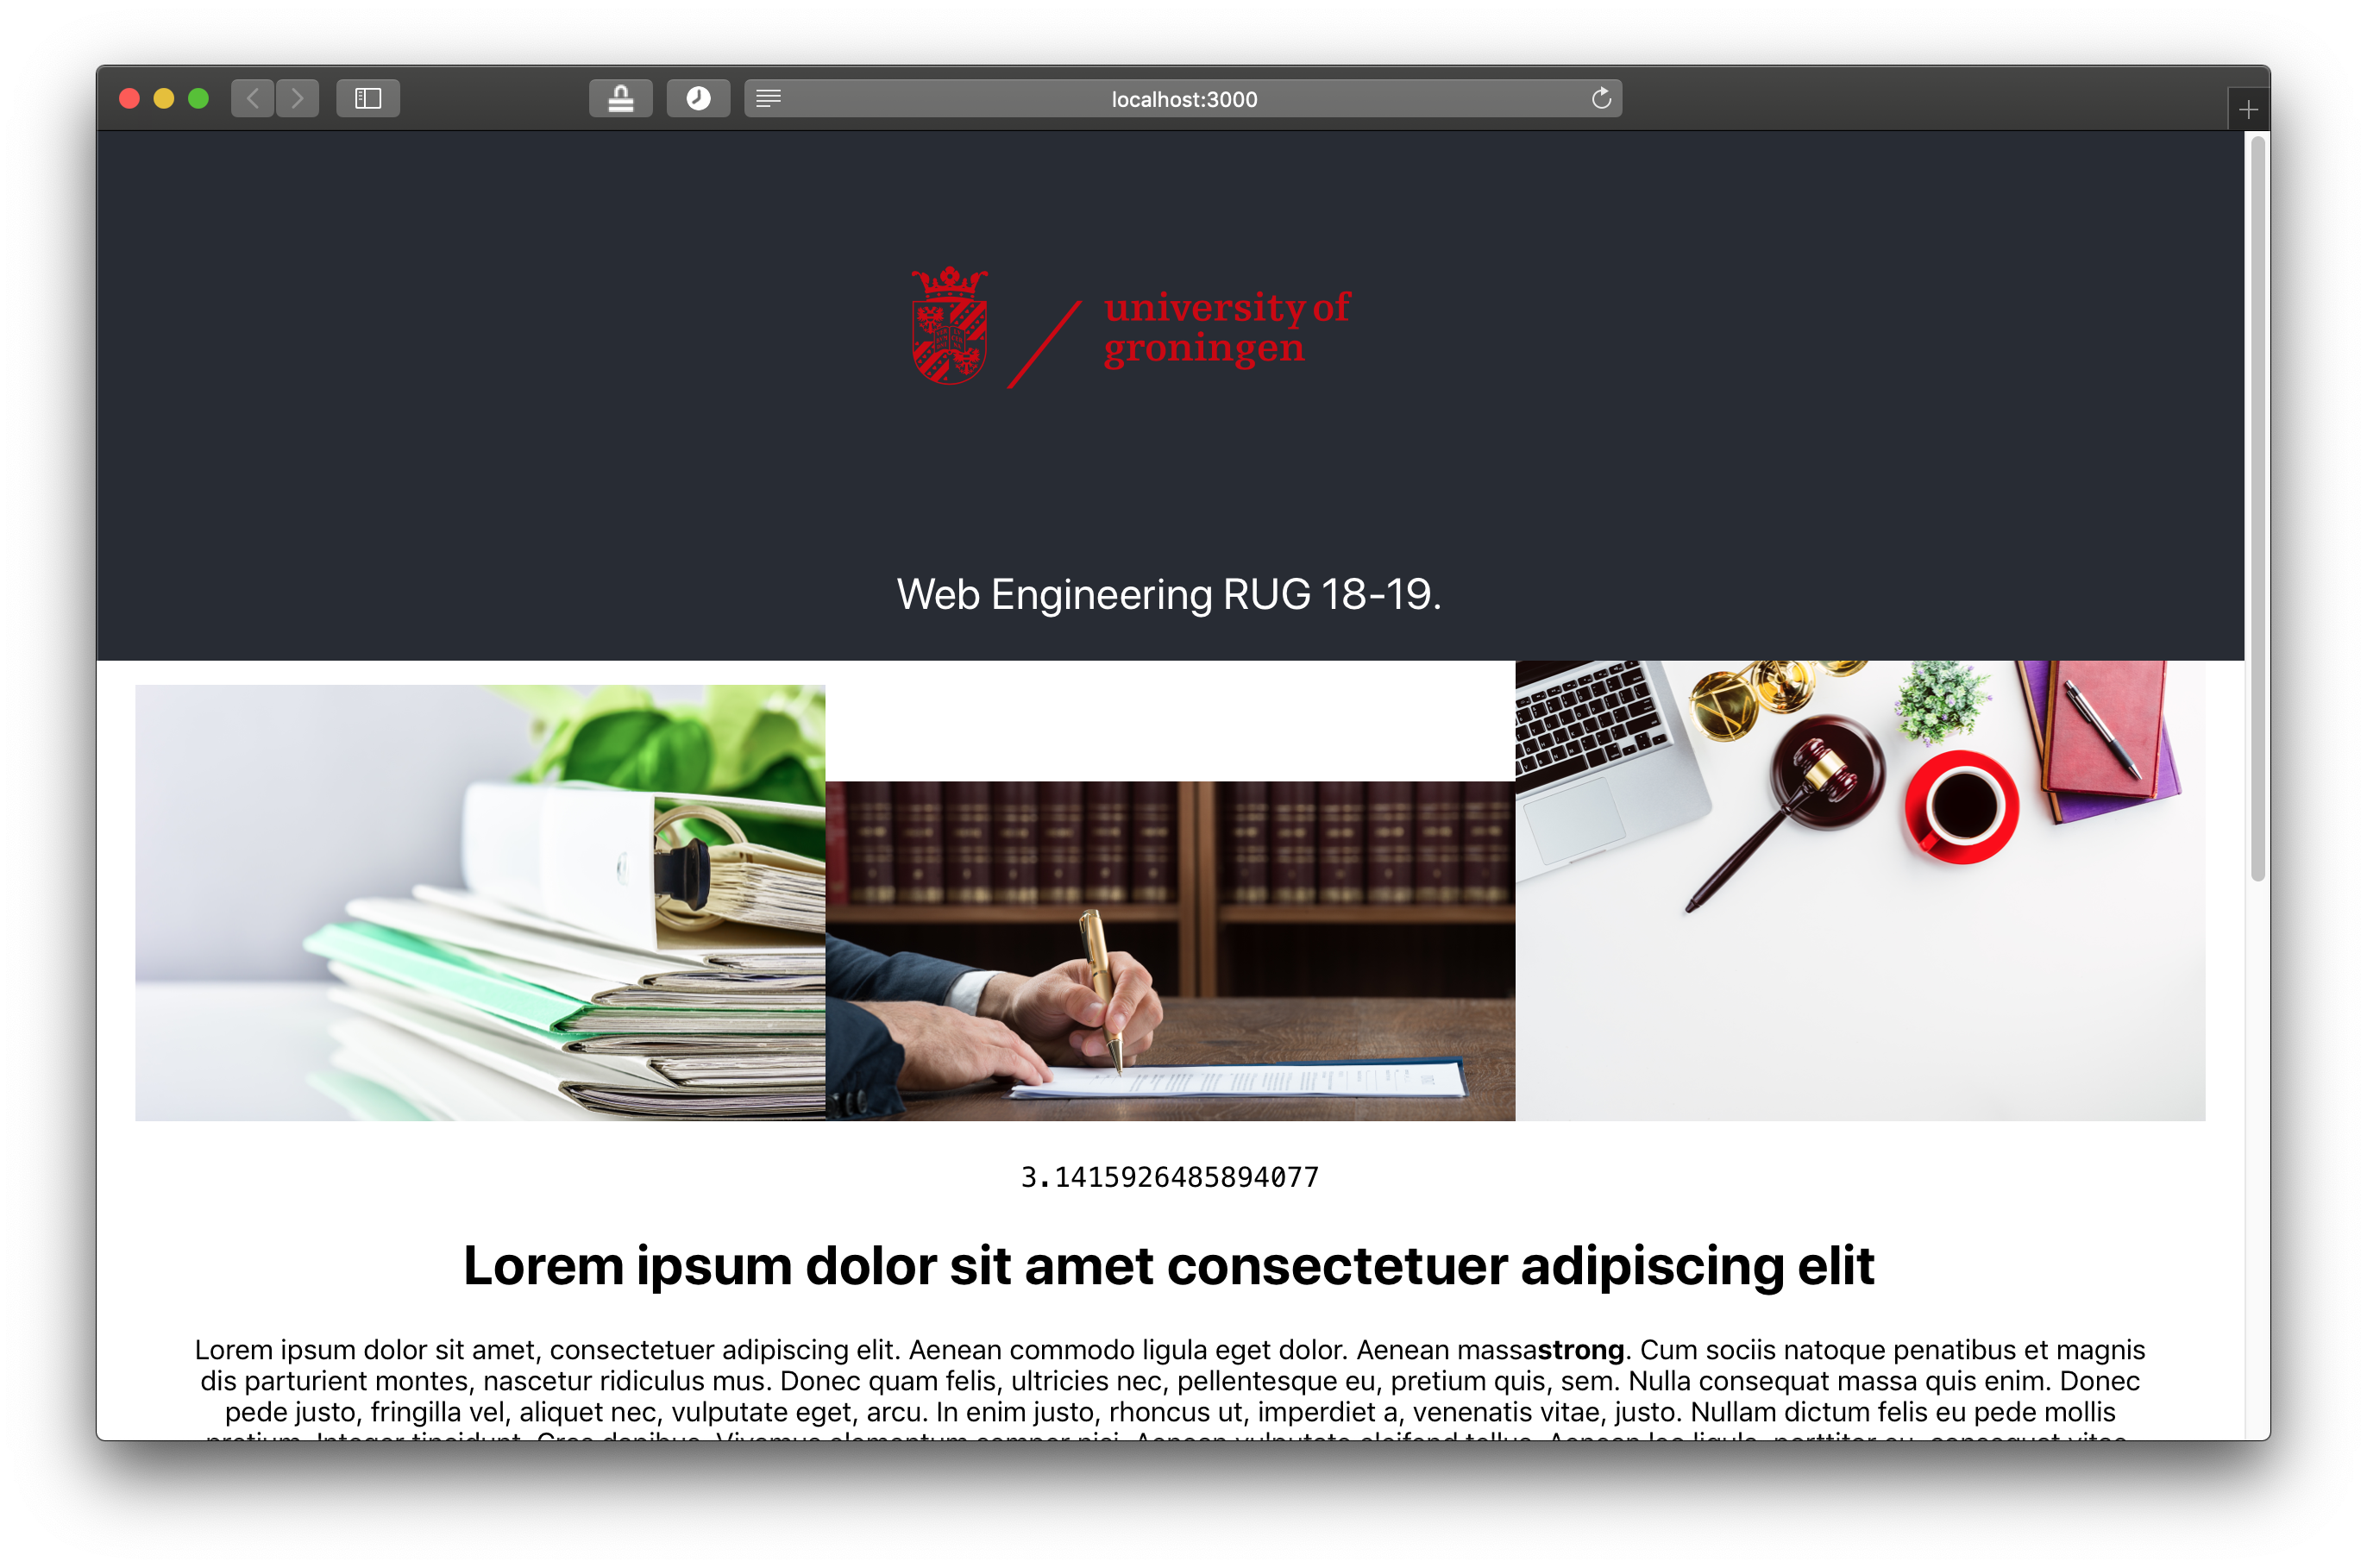 localhost:3000
university of
groningen
Web Engineering RUG 18-19.
3.1415926485894077
Lorem ipsum dolor sit amet consectetuer adipiscing elit
Lorem ipsum dolor sit amet, consectetuer adipiscing elit. Aenean commodo ligula eget dolor. Aenean massastrong. Cum sociis natoque penatibus et magnis
dis parturient montes, nascetur ridiculus mus. Donec quam felis, ultricies nec, pellentesque eu, pretium quis, sem. Nulla consequat massa quis enim. Donec
pede justo, fringilla vel, aliquet nec, vulputate eget, arcu. In enim justo, rhoncus ut, imperdiet a, venenatis vitae, justo. Nullam dictum felis eu pede mollis